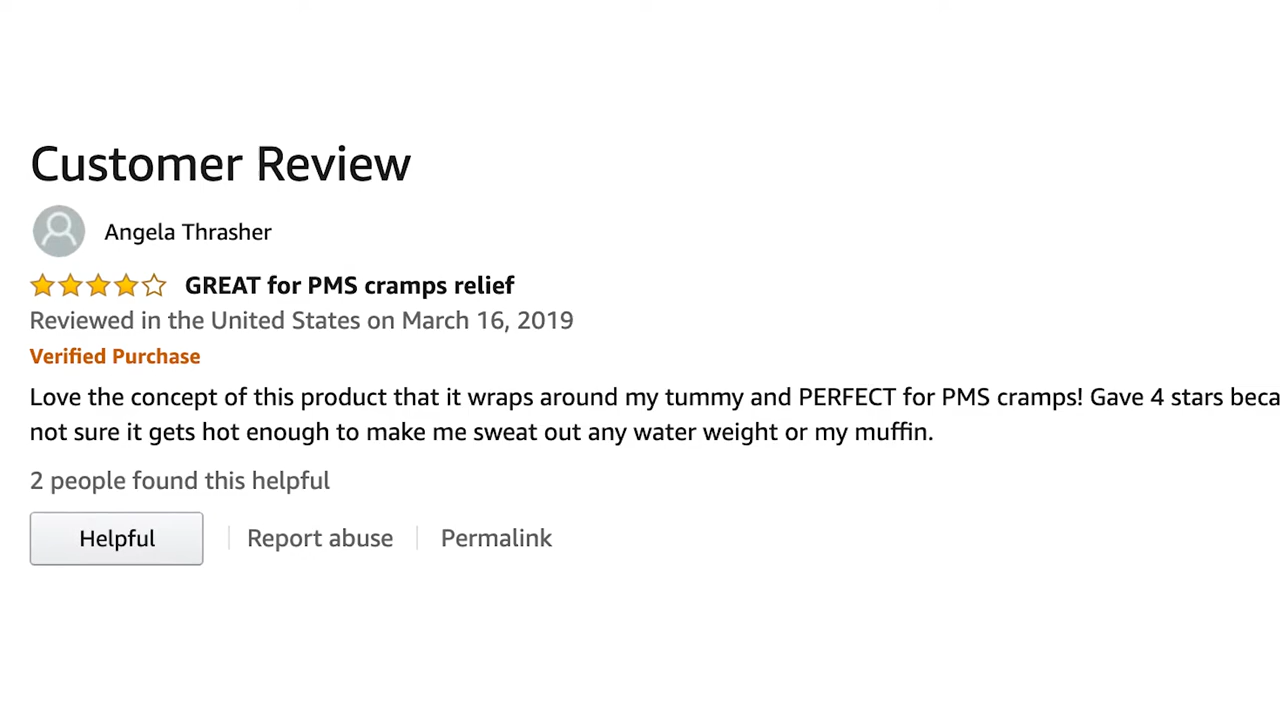 Customer Review
Angela Thrasher
GREAT for PMS cramps relief
Reviewed in the United States on March 16, 2019
Verified Purchase
Love the concept of this product that it wraps around my tummy and PERFECT for PMS cramps! Gave 4 stars beca
not sure it gets hot enough to make me sweat out any water weight or my muffin.
2 people found this helpful
Helpful
Report abuse
Permalink